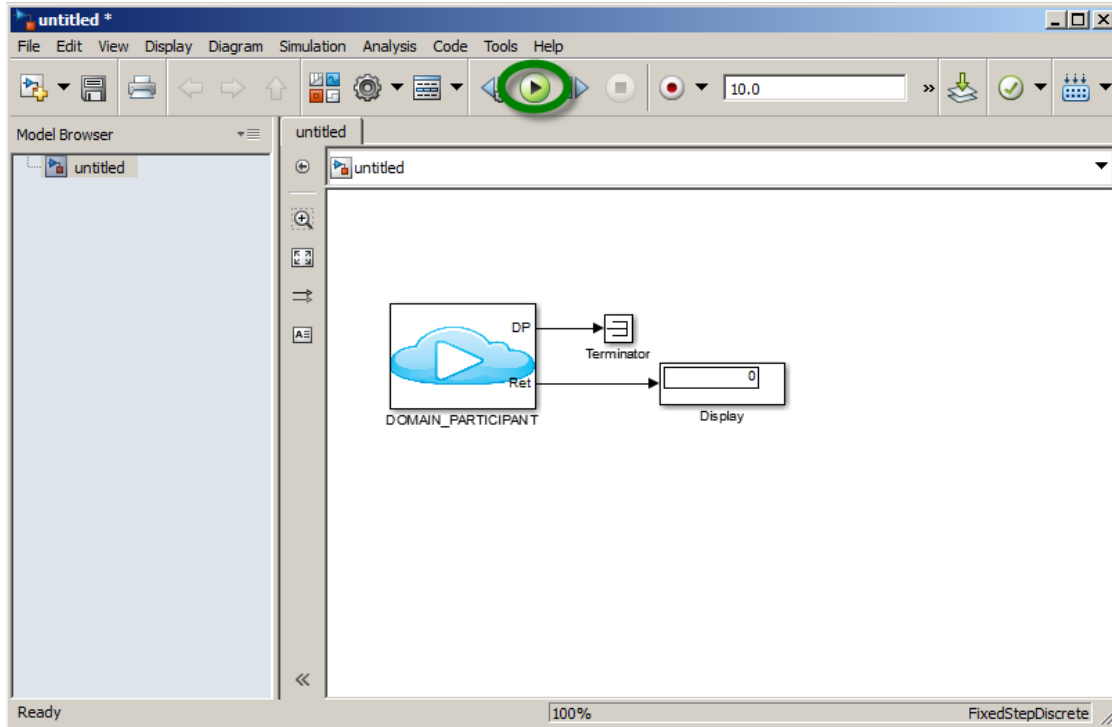 untitled *
File Edit View Display Diagram Simulation Analysis Code Tools Help
10.0 »
Model Browser
untitled
untitled
untitled
DP
Terminator
Ret
0
DOMAIN_PARTICIPANT
Display
Ready 100% FixedStepDiscrete